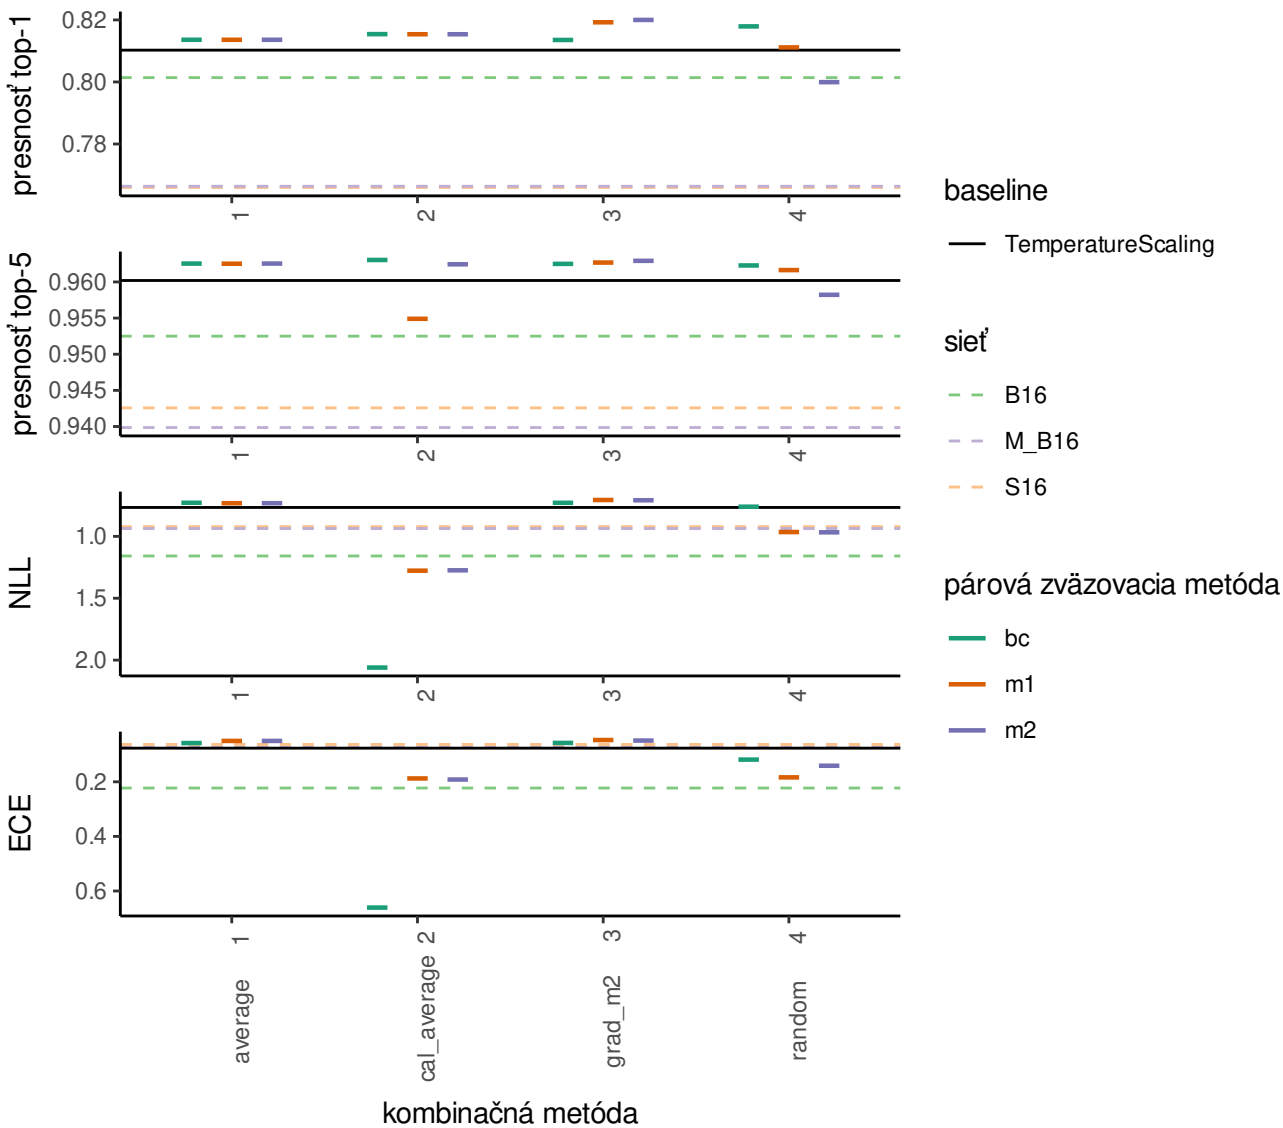 presnosť top-1
0.82
0.80
0.78
1
2
3
4
presnosť top-5
0.960
0.955
0.950
0.945
0.940
1
2
3
4
NLL
1.0
1.5
2.0
1
2
3
4
ECE
0.2
0.4
0.6
average 1
cal_average 2
grad_m2 3
random 4
kombinačná metóda
baseline
TemperatureScaling
sieť
B16
M_B16
S16
párová zväzovacia metóda
bc
m1
m2